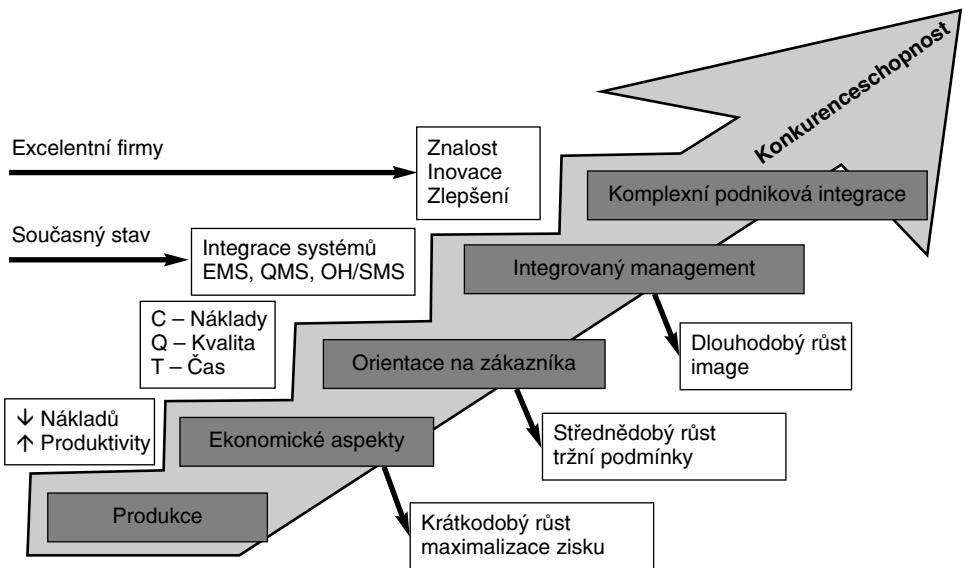 Konkurenceschopnost
Excelentní firmy
Znalost
Inovace
Zlepšení
Komplexní podniková integrace
Současný stav
Integrace systémů
EMS, QMS, OH/SMS
Integrovaný management
C – Náklady
Q – Kvalita
T – Čas
Dlouhodobý růst
image
Orientace na zákazníka
↓ Nákladů
↑ Produktivity
Ekonomické aspekty
Střednědobý růst
tržní podmínky
Produkce
Krátkodobý růst
maximalizace zisku